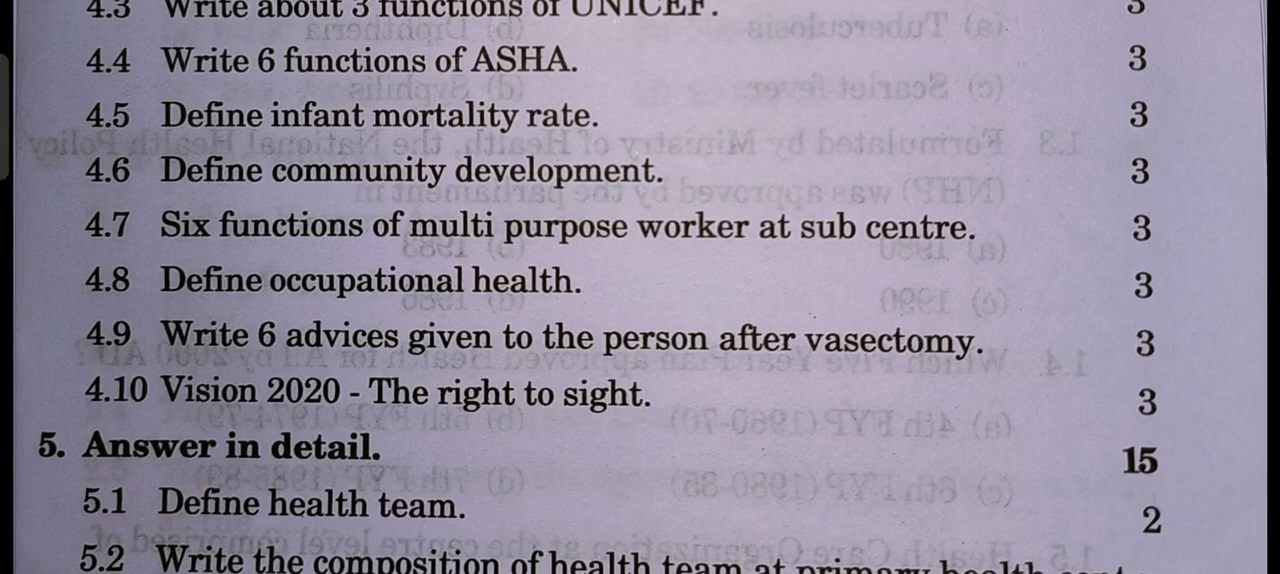 4.3 Write about 3 functions of UNICEF. 3
4.4 Write 6 functions of ASHA. 3
4.5 Define infant mortality rate. 3
4.6 Define community development. 3
4.7 Six functions of multi purpose worker at sub centre. 3
4.8 Define occupational health. 3
4.9 Write 6 advices given to the person after vasectomy. 3
4.10 Vision 2020 - The right to sight. 3
5. Answer in detail. 15
5.1 Define health team. 2
5.2 Write the composition of health team at primary health